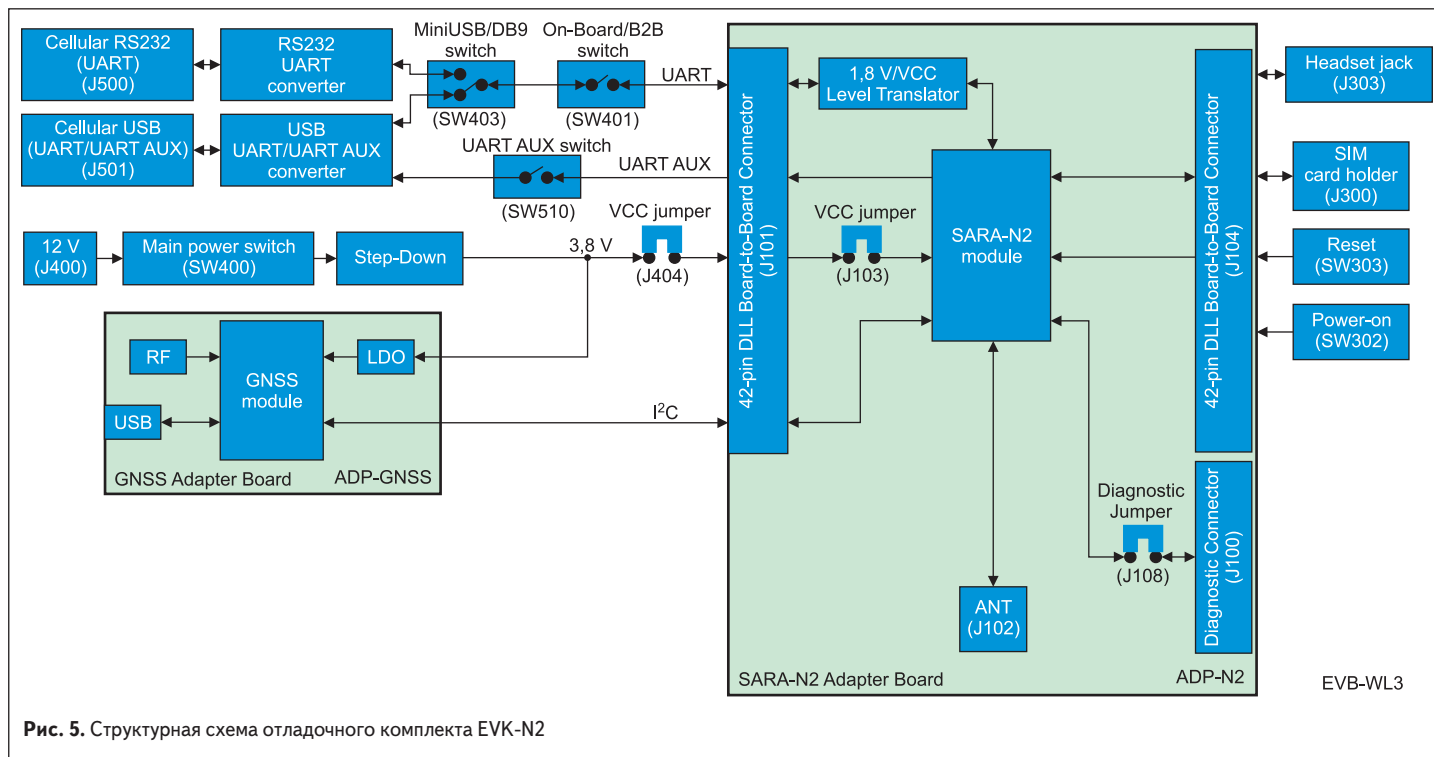 Cellular RS232
(UART)
(J500)
RS232
UART
converter
MiniUSB/DB9
switch
(SW403)
On-Board/B2B
switch
(SW401)
UART
Cellular USB
(UART/UART AUX)
(J501)
USB
UART/UART AUX
converter
UART AUX switch
(SW510)
UART AUX
12 V
(J400)
Main power switch
(SW400)
Step-Down
3,8 V
VCC jumper
(J404)
RF
GNSS
module
LDO
USB
I²C
GNSS Adapter Board
ADP-GNSS
42-pin DLL Board-to-Board Connector
(J101)
1,8 V/VCC
Level Translator
VCC jumper
(J103)
SARA-N2
module
42-pin DLL Board-to-Board Connector
(J104)
Headset jack
(J303)
SIM
card holder
(J300)
Reset
(SW303)
Power-on
(SW302)
Diagnostic
Jumper
(J108)
Diagnostic Connector
(J100)
ANT
(J102)
SARA-N2 Adapter Board
ADP-N2
EVB-WL3
Рис. 5. Структурная схема отладочного комплекта EVK-N2